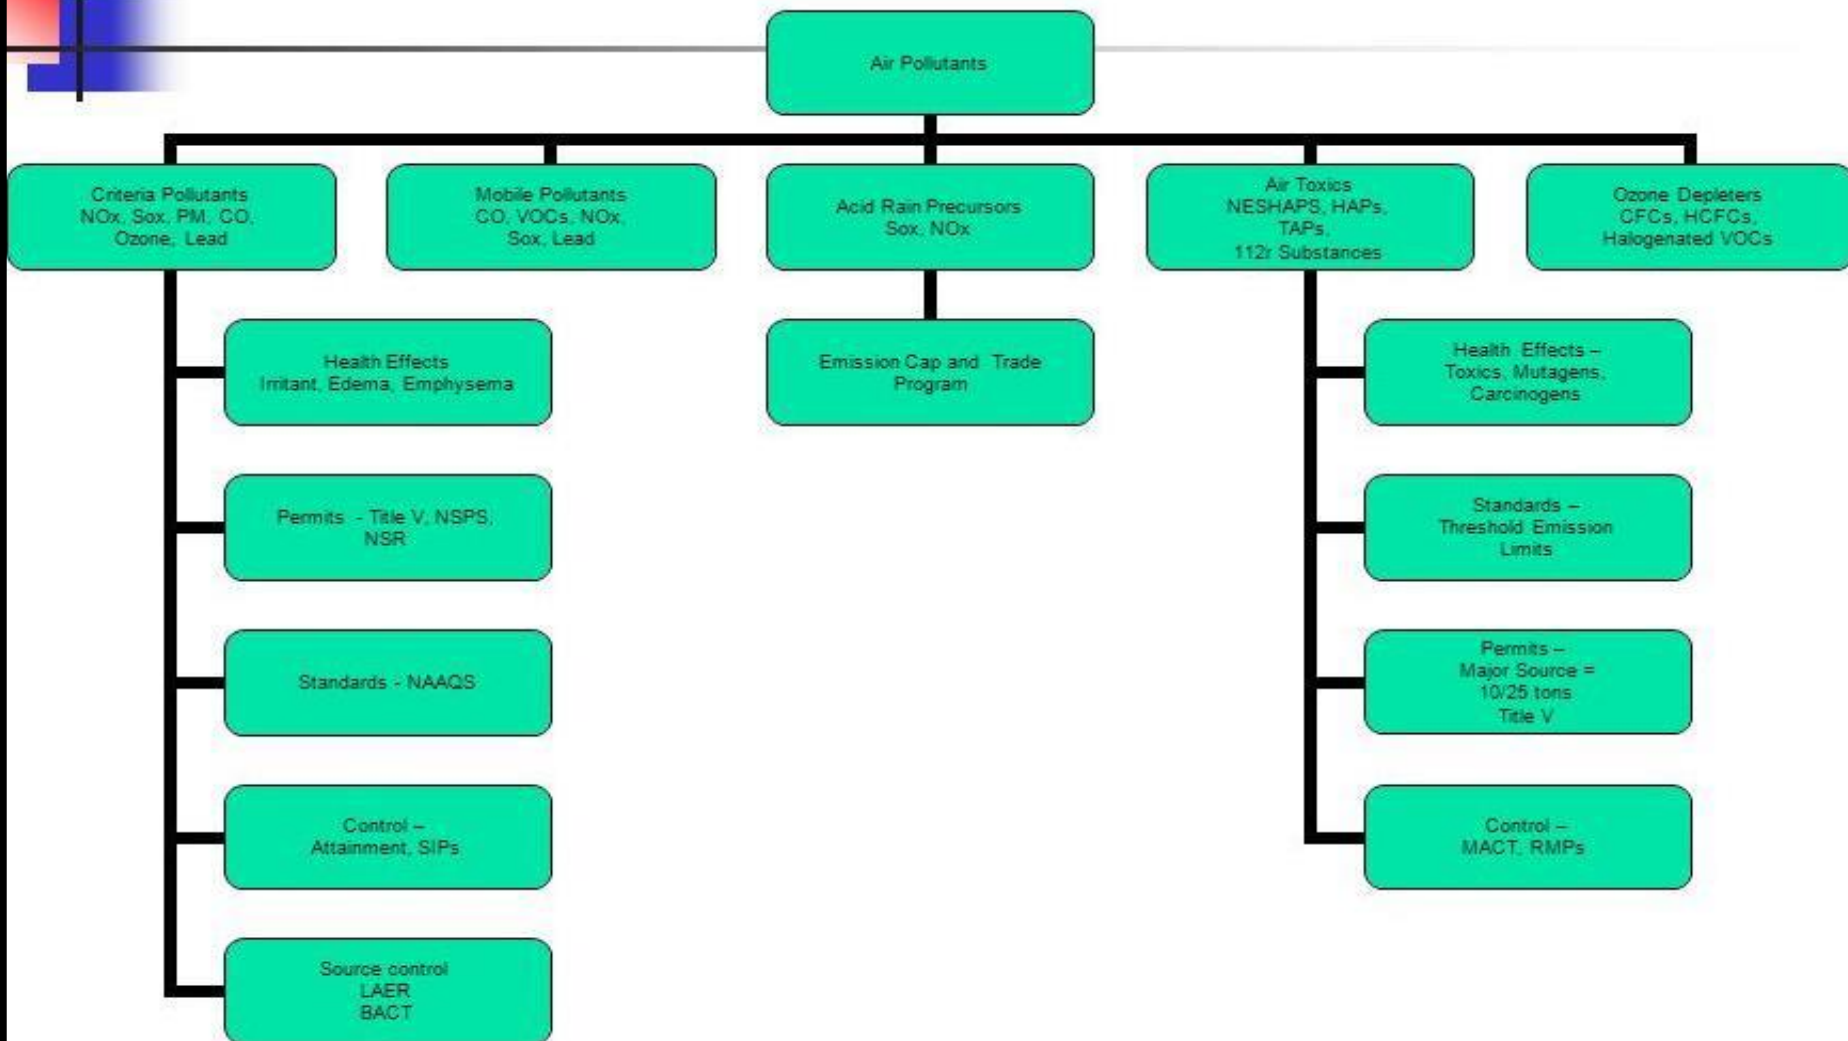 Air Pollutants
Criteria Pollutants
NOx, Sox, PM, CO,
Ozone, Lead
Mobile Pollutants
CO, VOCs, NOx,
Sox, Lead
Acid Rain Precursors
Sox, NOx
Air Toxics
NESHAPS, HAPs,
TAPs,
112r Substances
Ozone Depleters
CFCs, HCFCs,
Halogenated VOCs
Health Effects
Irritant, Edema, Emphysema
Permits - Title V, NSPS,
NSR
Standards - NAAQS
Control –
Attainment, SIPs
Source control
LAER
BACT
Emission Cap and Trade
Program
Health Effects –
Toxics, Mutagens,
Carcinogens
Standards –
Threshold Emission
Limits
Permits –
Major Source =
10/25 tons
Title V
Control –
MACT, RMPs